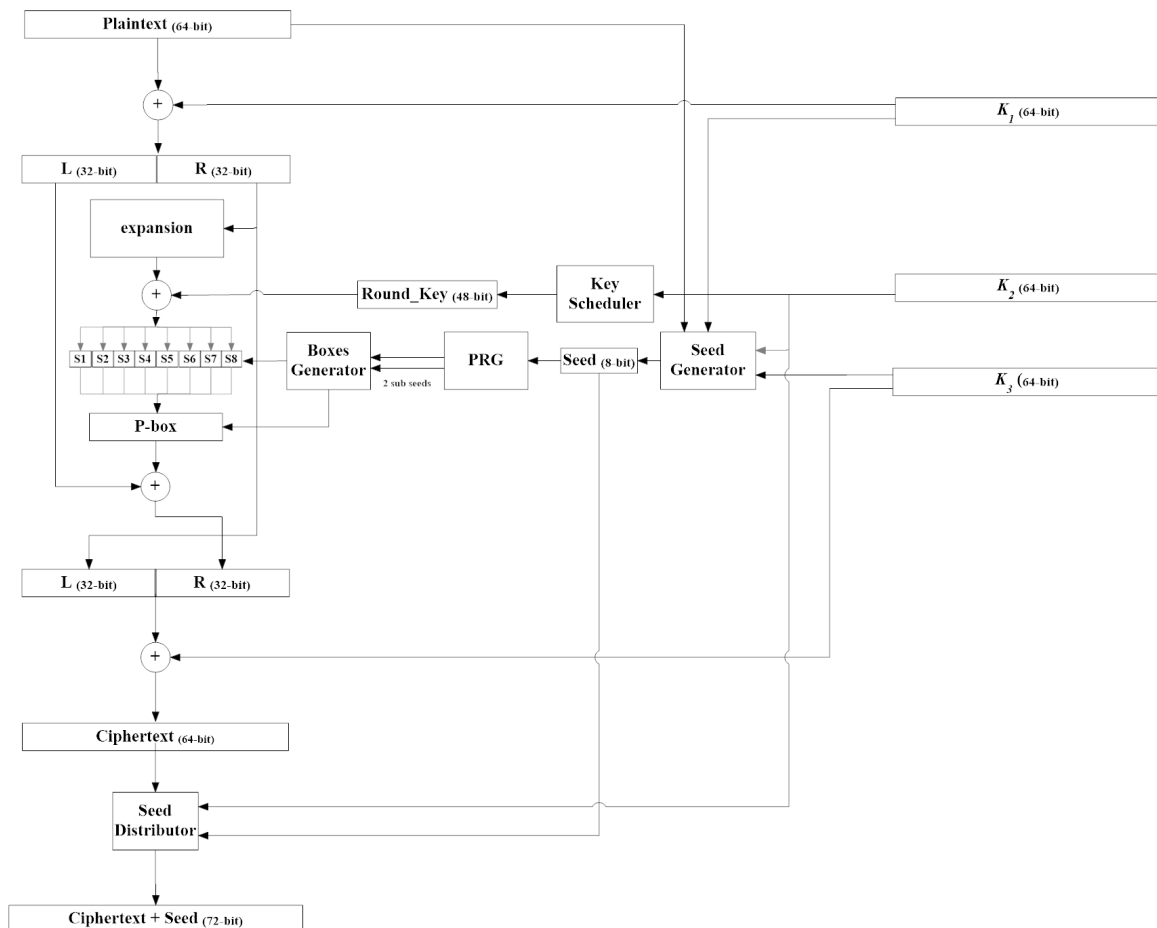 Plaintext (64-bit)
+
K1 (64-bit)
L (32-bit) R (32-bit)
expansion
+
Round_Key (48-bit)
Key
Scheduler
K2 (64-bit)
S1 S2 S3 S4 S5 S6 S7 S8
Boxes
Generator
2 sub seeds
PRG
Seed (8-bit)
Seed
Generator
K3 (64-bit)
P-box
+
L (32-bit) R (32-bit)
+
Ciphertext (64-bit)
Seed
Distributor
Ciphertext + Seed (72-bit)